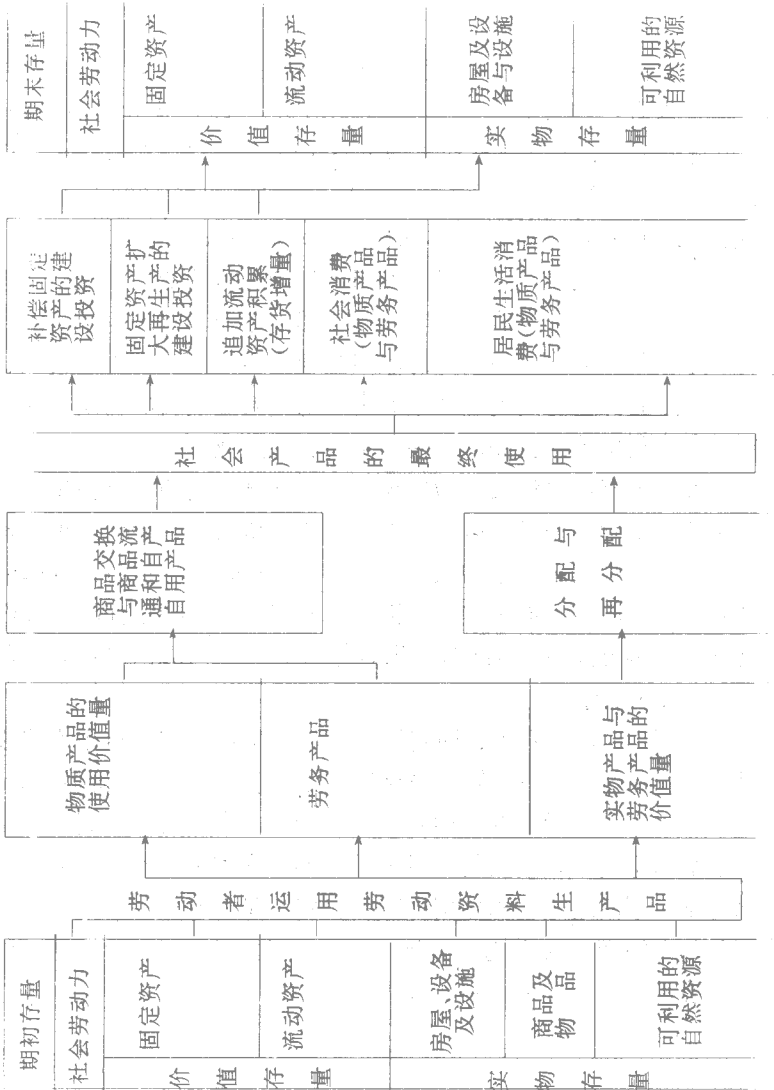 期初存量
社会劳动力
价值存量
固定资产
流动资产
实物存量
房屋、设备
及设施
商品及
物品
可利用的
自然资源
劳动者运用劳动资料生产产品
物质产品的
使用价值量
劳务产品
实物产品与
劳务产品的
价值量
商品交换
与商品流
通和自产
自用产品
分配与
再分配
社会产品的最终使用
补偿固定
资产的建
设投资
固定资产扩
大再生产的
建设投资
追加流动
资产积累
(存货增量)
社会消费
(物质产品
与劳务产品)
居民生活消
费(物质产品
与劳务产品)
期末存量
社会劳动力
价值存量
固定资产
流动资产
实物存量
房屋及设
备与设施
可利用的
自然资源